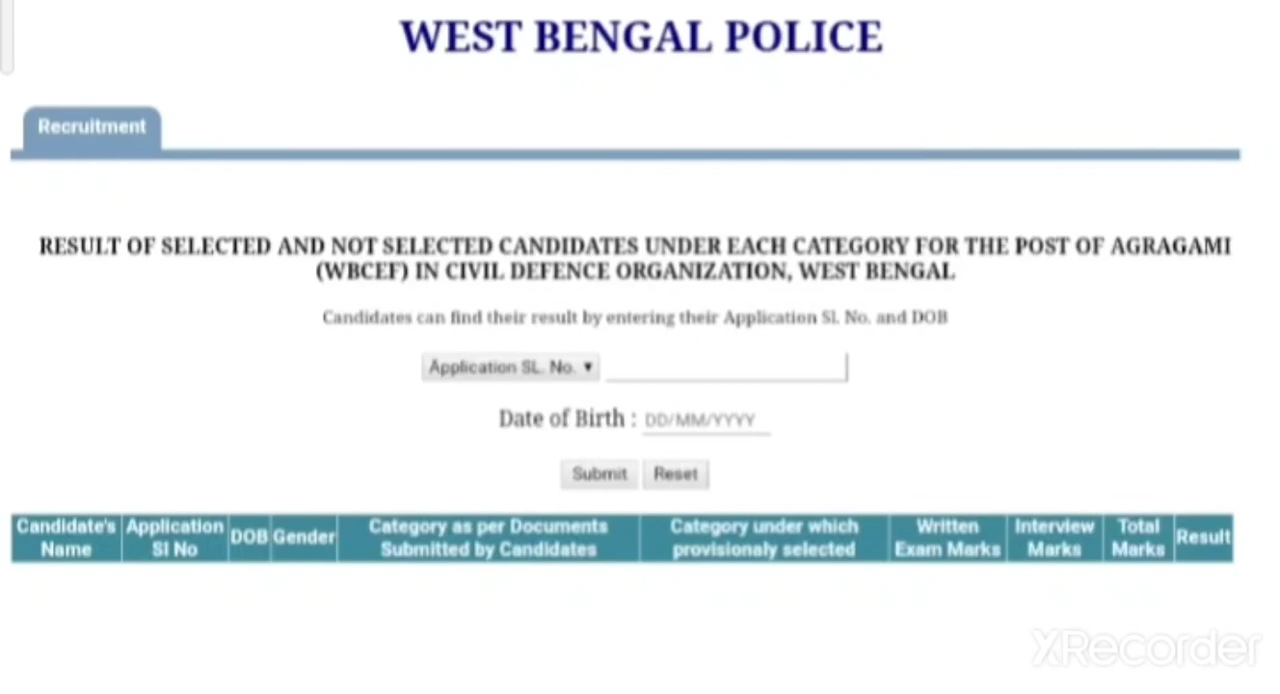 WEST BENGAL POLICE
Recruitment
RESULT OF SELECTED AND NOT SELECTED CANDIDATES UNDER EACH CATEGORY FOR THE POST OF AGRAGAMI
(WBCEF) IN CIVIL DEFENCE ORGANIZATION, WEST BENGAL
Candidates can find their result by entering their Application Sl. No. and DOB
Application SL. No. ▼
Date of Birth : DD/MM/YYYY
Submit Reset
Candidate's Name Application Sl No DOB Gender Category as per Documents Submitted by Candidates Category under which provisionaly selected Written Exam Marks Interview Marks Total Marks Result
XRecorder